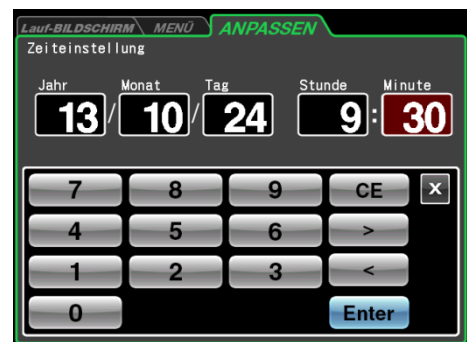 Lauf-BILDSCHIRM MENÜ ANPASSEN
Zeiteinstellung
Jahr Monat Tag Stunde Minute
13 / 10 / 24 9 : 30
7 8 9 CE X
4 5 6 >
1 2 3 <
0 Enter